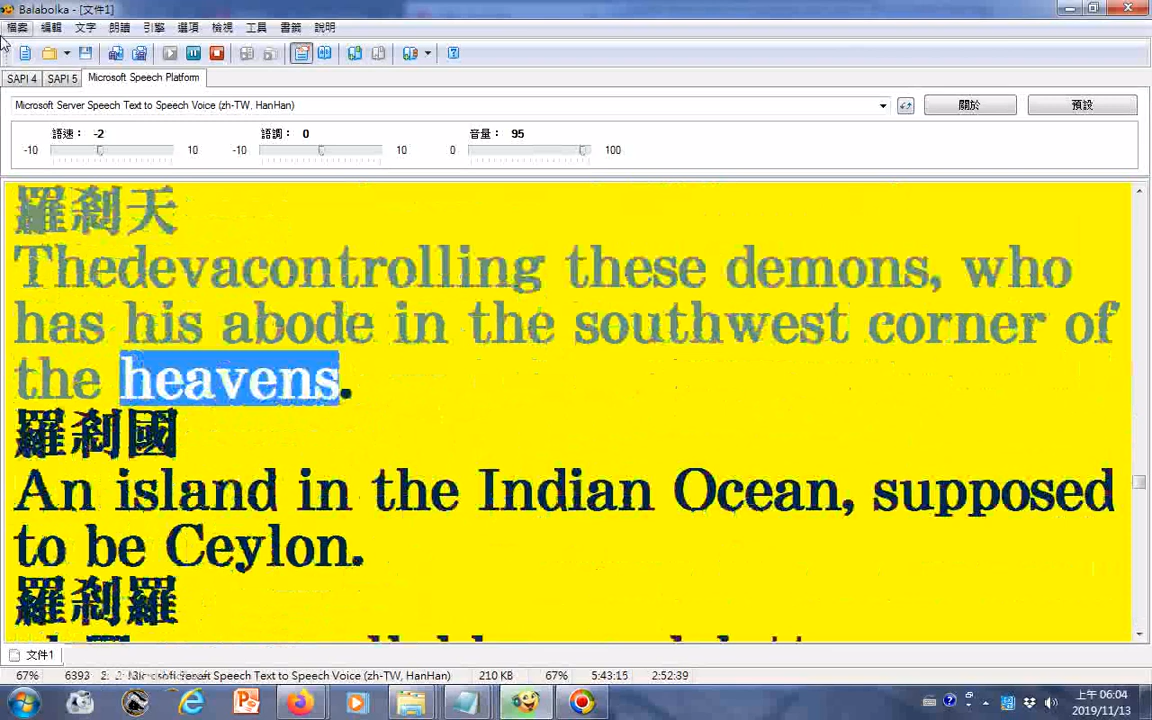 Balabolka - [文件1]
檔案 編輯 文字 朗讀 引擎 選項 檢視 工具 書籤 說明
SAPI 4 SAPI 5 Microsoft Speech Platform
Microsoft Server Speech Text to Speech Voice (zh-TW, HanHan) 關於 預設
語速： -2 語調： 0 音量： 95
-10 10 -10 10 0 100
羅剎天
Thedevacontrolling these demons, who
has his abode in the southwest corner of
the heavens.
羅剎國
An island in the Indian Ocean, supposed
to be Ceylon.
羅剎羅
文件1
67% 6393 Microsoft Server Speech Text to Speech Voice (zh-TW, HanHan) 210 KB 67% 5:43:15 2:52:39
上午 06:04
2019/11/13